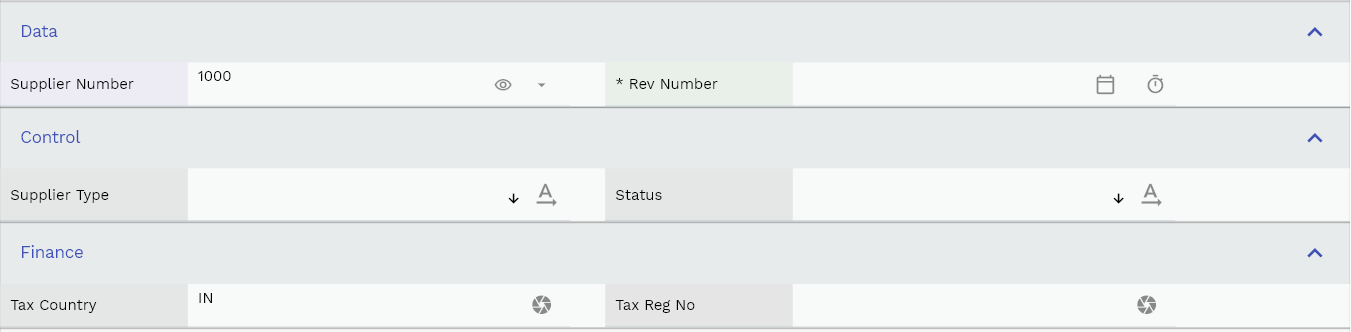 Data
Supplier Number 1000 * Rev Number
Control
Supplier Type Status
Finance
Tax Country IN Tax Reg No